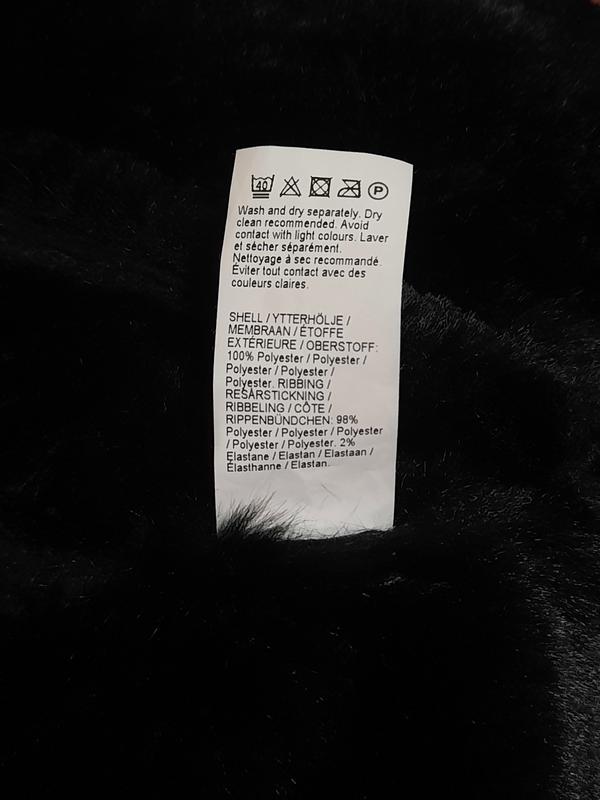 40
P
Wash and dry separately. Dry
clean recommended. Avoid
contact with light colours. Laver
et sécher séparément.
Nettoyage à sec recommandé.
Éviter tout contact avec des
couleurs claires.
SHELL / YTTERHÖLJE /
MEMBRAAN / ÉTOFFE
EXTÉRIEURE / OBERSTOFF:
100% Polyester / Polyester /
Polyester / Polyester /
Polyester. RIBBING /
RESÅRSTICKNING /
RIBBELING / CÔTE /
RIPPENBÜNDCHEN: 98%
Polyester / Polyester / Polyester
/ Polyester / Polyester. 2%
Elastane / Elastan / Elastaan /
Élasthanne / Elastan.